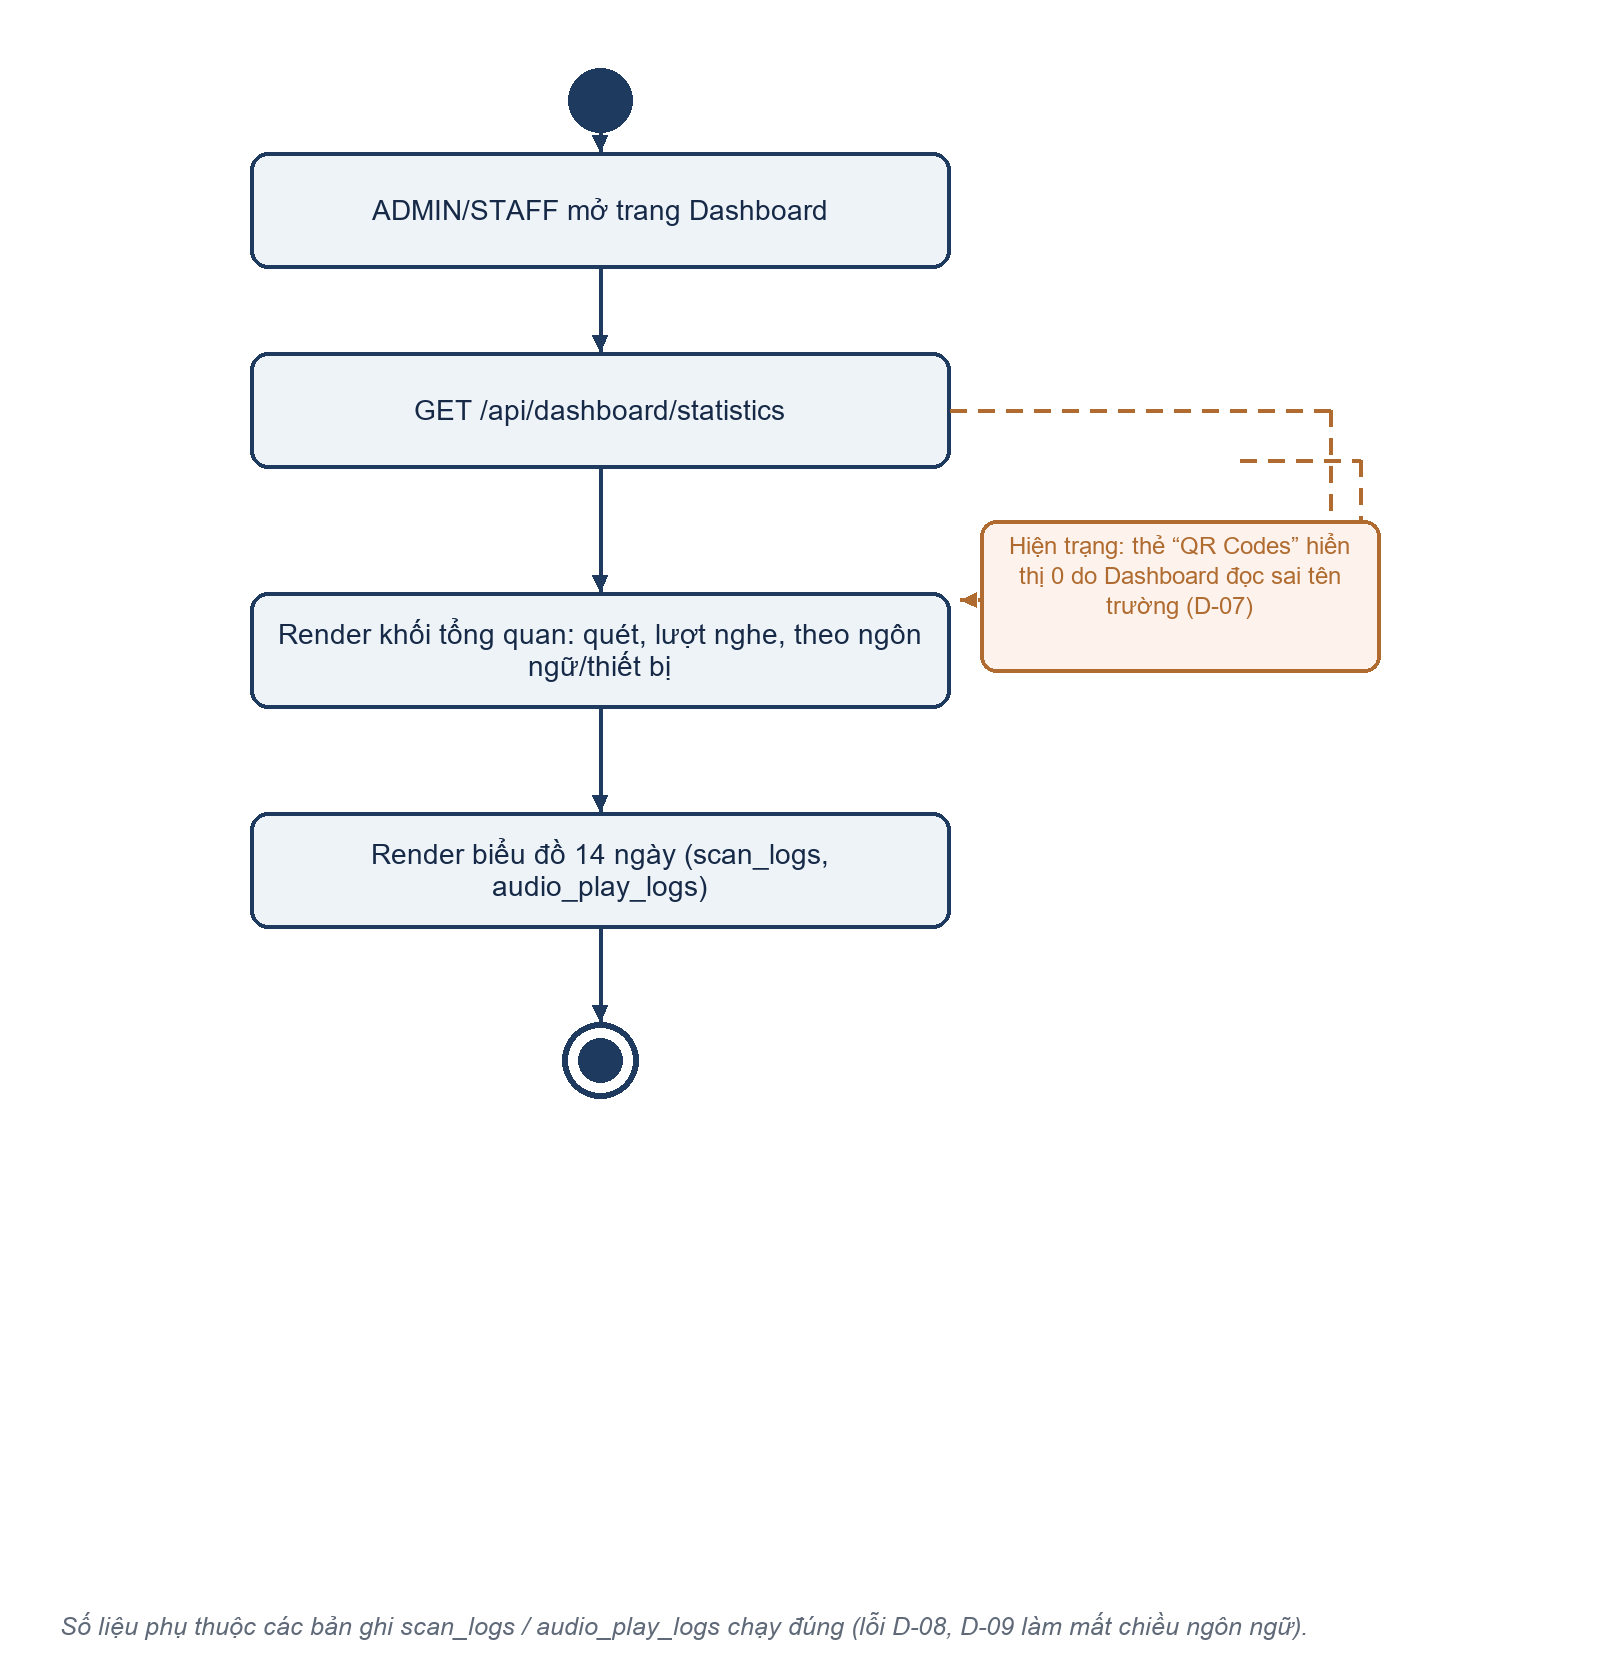 ADMIN/STAFF mở trang Dashboard
GET /api/dashboard/statistics
Hiện trạng: thẻ “QR Codes” hiển
thị 0 do Dashboard đọc sai tên
trường (D-07)
Render khối tổng quan: quét, lượt nghe, theo ngôn
ngữ/thiết bị
Render biểu đồ 14 ngày (scan_logs,
audio_play_logs)
Số liệu phụ thuộc các bản ghi scan_logs / audio_play_logs chạy đúng (lỗi D-08, D-09 làm mất chiều ngôn ngữ).